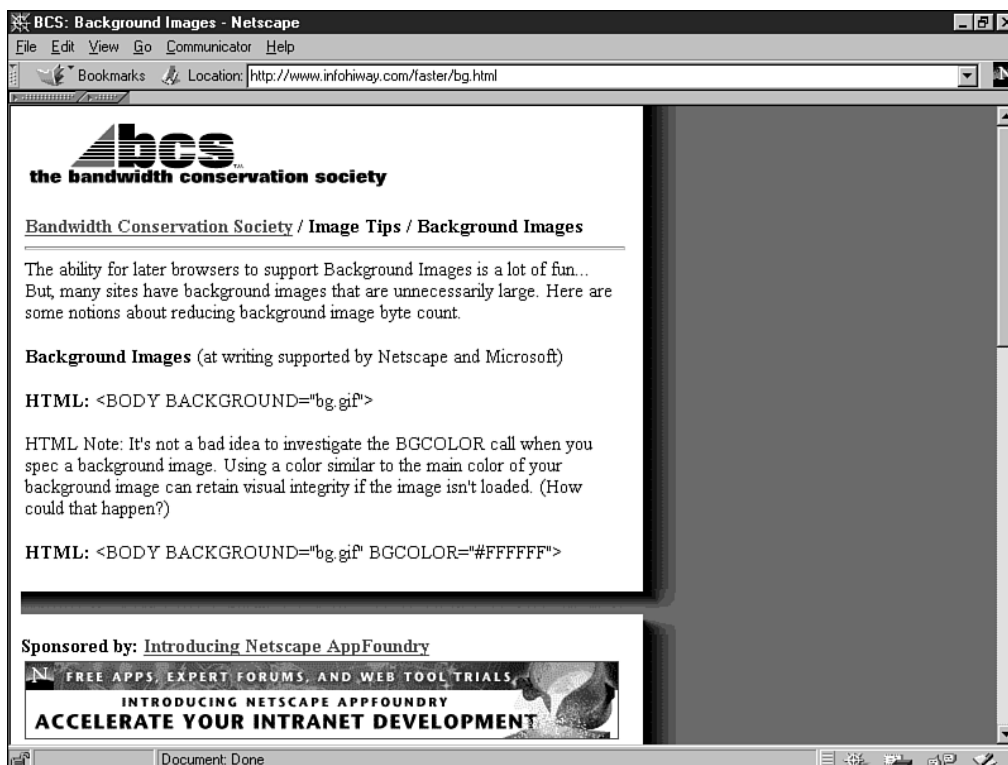 BCS: Background Images - Netscape
File Edit View Go Communicator Help
Bookmarks Location: http://www.infohiway.com/faster/bg.html
N
bcs™
the bandwidth conservation society
Bandwidth Conservation Society / Image Tips / Background Images
The ability for later browsers to support Background Images is a lot of fun...
But, many sites have background images that are unnecessarily large. Here are
some notions about reducing background image byte count.
Background Images (at writing supported by Netscape and Microsoft)
HTML: <BODY BACKGROUND="bg.gif">
HTML Note: It's not a bad idea to investigate the BGCOLOR call when you
spec a background image. Using a color similar to the main color of your
background image can retain visual integrity if the image isn't loaded. (How
could that happen?)
HTML: <BODY BACKGROUND="bg.gif" BGCOLOR="#FFFFFF">
Sponsored by: Introducing Netscape AppFoundry
N FREE APPS, EXPERT FORUMS, AND WEB TOOL TRIALS
INTRODUCING NETSCAPE APPFOUNDRY
ACCELERATE YOUR INTRANET DEVELOPMENT
Document: Done